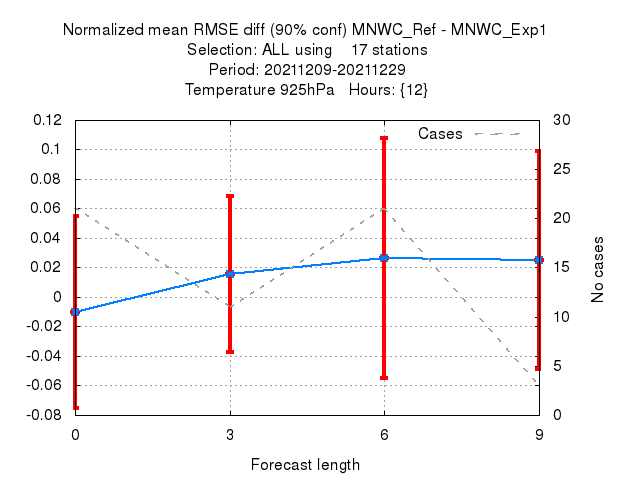 Normalized mean RMSE diff (90% conf) MNWC_Ref - MNWC_Exp1
Selection: ALL using    17 stations
Period: 20211209-20211229
Temperature 925hPa   Hours: {12}
Cases
0.12
0.1
0.08
0.06
0.04
0.02
0
-0.02
-0.04
-0.06
-0.08
30
25
20
15
10
5
0
No cases
0 3 6 9
Forecast length